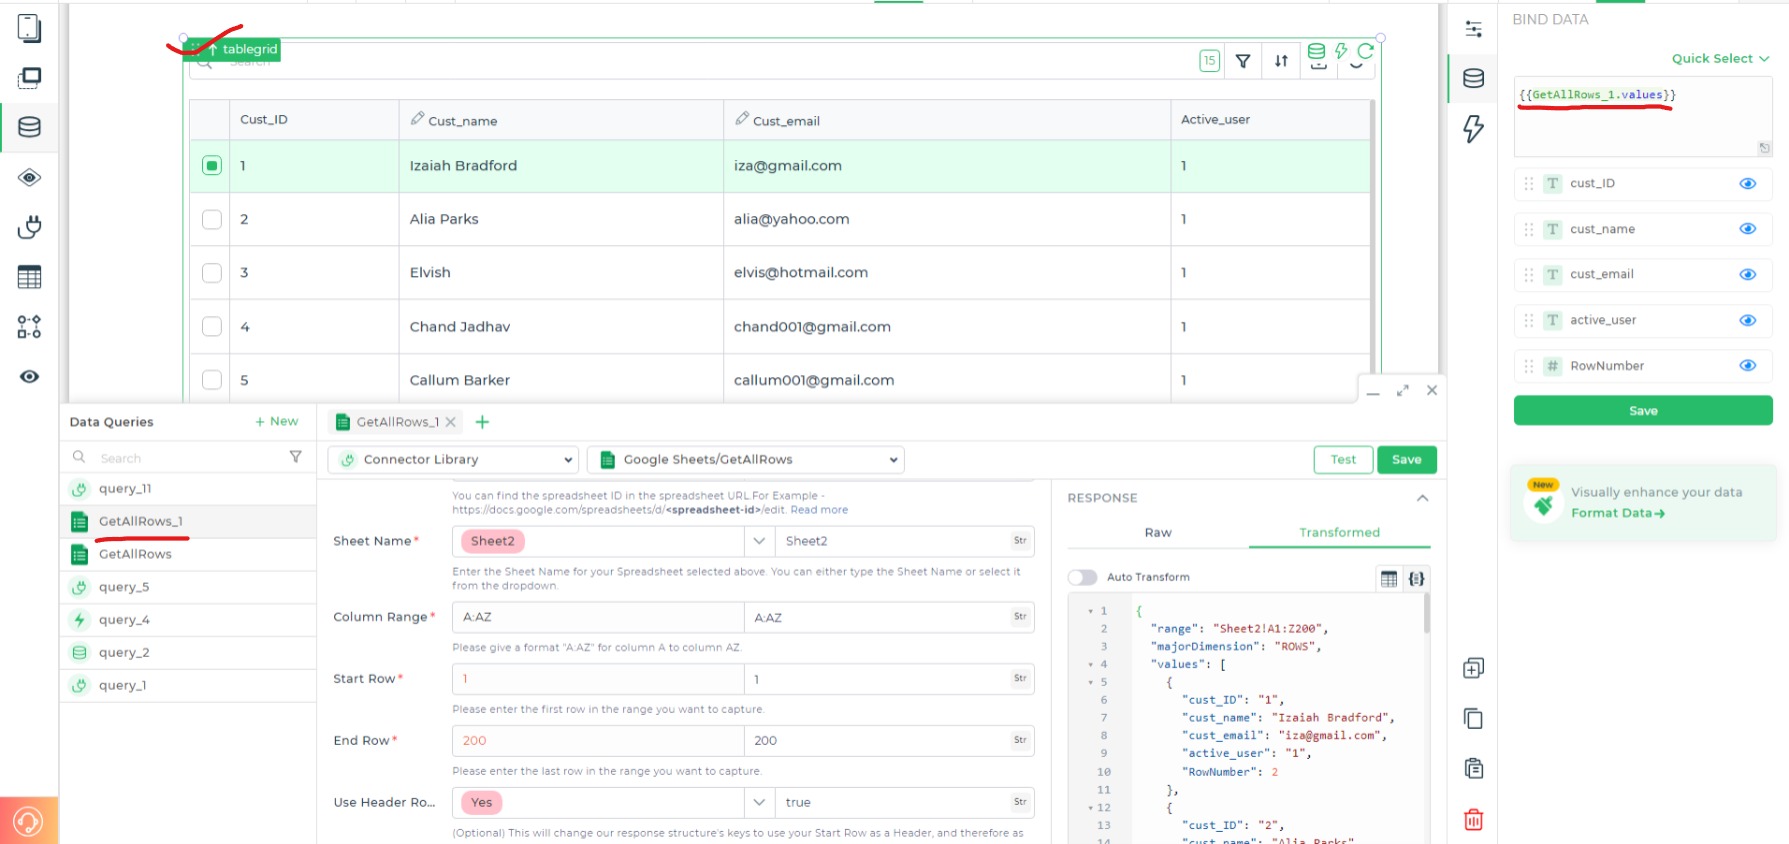 BIND DATA
Quick Select
{{GetAllRows_1.values}}
cust_ID
cust_name
cust_email
active_user
RowNumber
Save
New
Visually enhance your data
Format Data→
tablegrid
Search
15
Cust_ID Cust_name Cust_email Active_user
1 Izaiah Bradford iza@gmail.com 1
2 Alia Parks alia@yahoo.com 1
3 Elvish elvis@hotmail.com 1
4 Chand Jadhav chand001@gmail.com 1
5 Callum Barker callum001@gmail.com 1
Data Queries + New
Search
query_11
GetAllRows_1
GetAllRows
query_5
query_4
query_2
query_1
GetAllRows_1
Connector Library Google Sheets/GetAllRows Test Save
You can find the spreadsheet ID in the spreadsheet URL.For Example -
https://docs.google.com/spreadsheets/d/<spreadsheet-id>/edit. Read more
Sheet Name* Sheet2 Sheet2 Str
Enter the Sheet Name for your Spreadsheet selected above. You can either type the Sheet Name or select it
from the dropdown.
Column Range* A:AZ A:AZ Str
Please give a format "A:AZ" for column A to column AZ.
Start Row* 1 1 Str
Please enter the first row in the range you want to capture.
End Row* 200 200 Str
Please enter the last row in the range you want to capture.
Use Header Ro... Yes true Str
(Optional) This will change our response structure's keys to use your Start Row as a Header, and therefore as
RESPONSE
Raw Transformed
Auto Transform
1 {
2 "range": "Sheet2!A1:Z200",
3 "majorDimension": "ROWS",
4 "values": [
5 {
6 "cust_ID": "1",
7 "cust_name": "Izaiah Bradford",
8 "cust_email": "iza@gmail.com",
9 "active_user": "1",
10 "RowNumber": 2
11 },
12 {
13 "cust_ID": "2",
14 "cust_name": "Alia Parks"